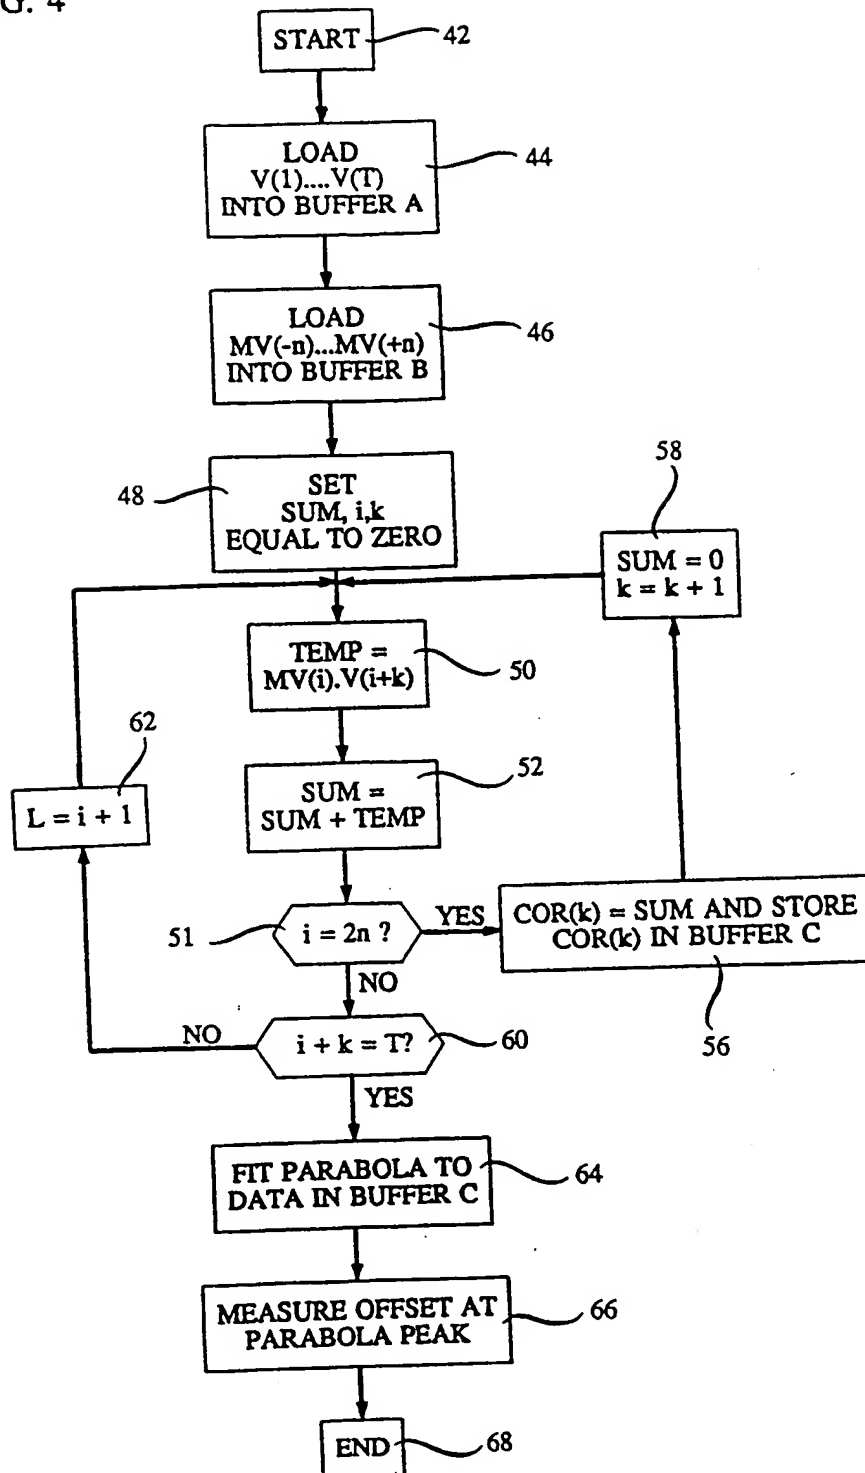 G. 4
START
42
LOAD
V(1)....V(T)
INTO BUFFER A
44
LOAD
MV(-n)...MV(+n)
INTO BUFFER B
46
48
SET
SUM, i,k
EQUAL TO ZERO
58
SUM = 0
k = k + 1
TEMP =
MV(i).V(i+k)
50
62
L = i + 1
SUM =
SUM + TEMP
52
51
i = 2n ?
YES
COR(k) = SUM AND STORE
COR(k) IN BUFFER C
56
NO
NO
i + k = T?
60
YES
FIT PARABOLA TO
DATA IN BUFFER C
64
MEASURE OFFSET AT
PARABOLA PEAK
66
END
68